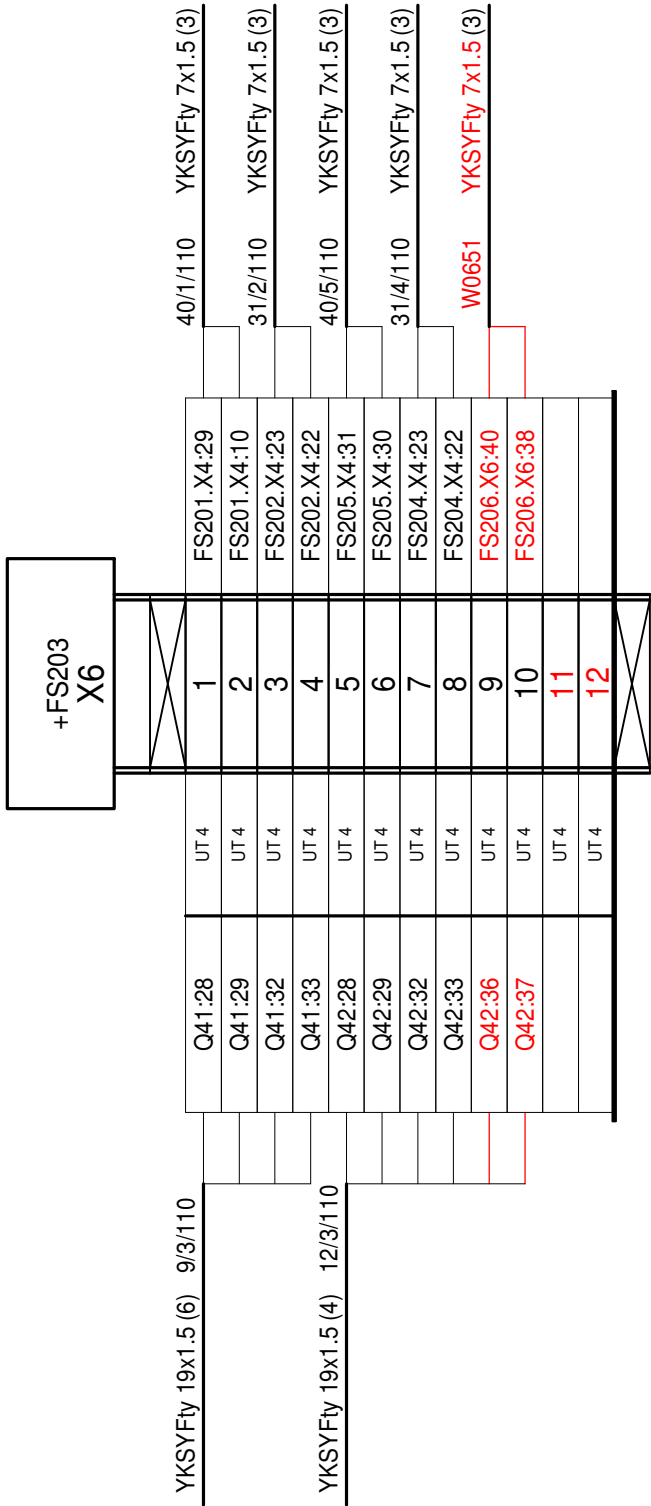 +FS203
X6
YKSYFty 19x1.5 (6) 9/3/110
YKSYFty 19x1.5 (4) 12/3/110
Q41:28 UT 4 1 FS201.X4:29
Q41:29 UT 4 2 FS201.X4:10
Q41:32 UT 4 3 FS202.X4:23
Q41:33 UT 4 4 FS202.X4:22
Q42:28 UT 4 5 FS205.X4:31
Q42:29 UT 4 6 FS205.X4:30
Q42:32 UT 4 7 FS204.X4:23
Q42:33 UT 4 8 FS204.X4:22
Q42:36 UT 4 9 FS206.X6:40
Q42:37 UT 4 10 FS206.X6:38
UT 4 11
UT 4 12
40/1/110 YKSYFty 7x1.5 (3)
31/2/110 YKSYFty 7x1.5 (3)
40/5/110 YKSYFty 7x1.5 (3)
31/4/110 YKSYFty 7x1.5 (3)
W0651 YKSYFty 7x1.5 (3)